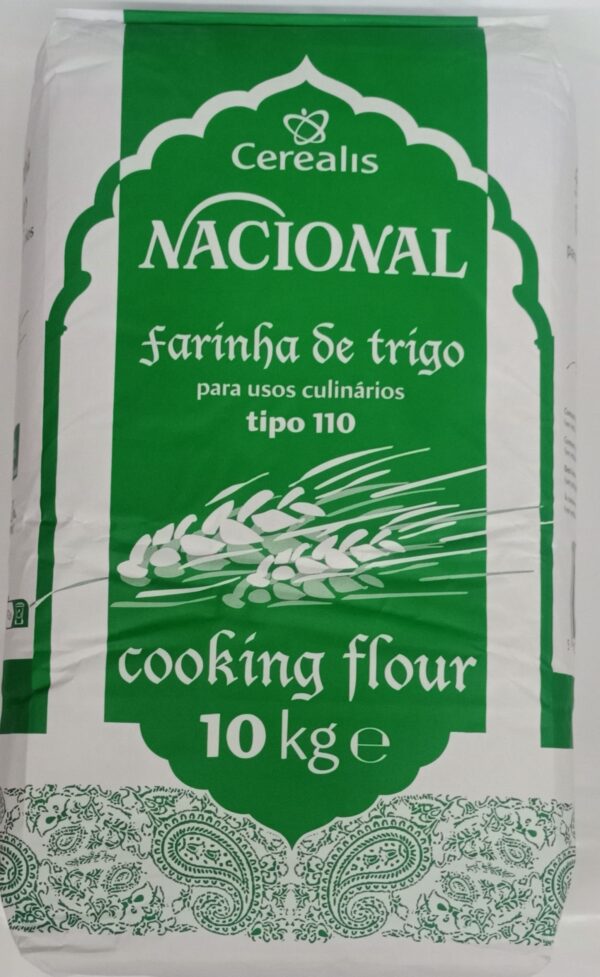 Cerealis
NACIONAL
farinha de trigo
para usos culinários
tipo 110
cooking flour
10 kg e